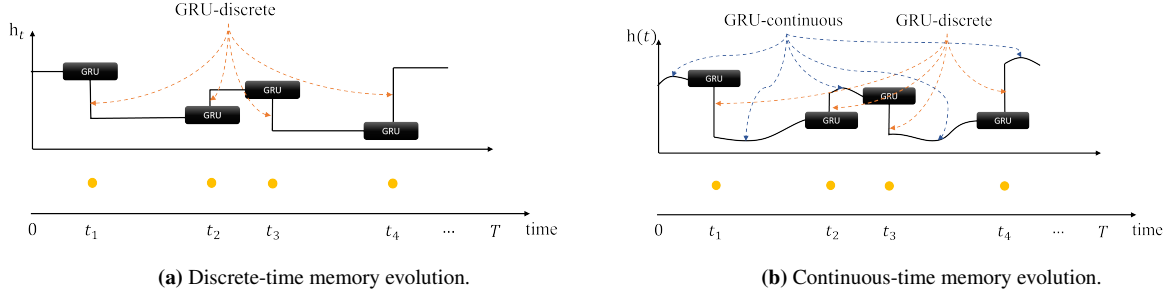 GRU-discrete
h_t
GRU
GRU
GRU
GRU
0 t_1 t_2 t_3 t_4 ... T time
(a) Discrete-time memory evolution.
GRU-continuous GRU-discrete
h(t)
GRU
GRU
GRU
GRU
0 t_1 t_2 t_3 t_4 ... T time
(b) Continuous-time memory evolution.